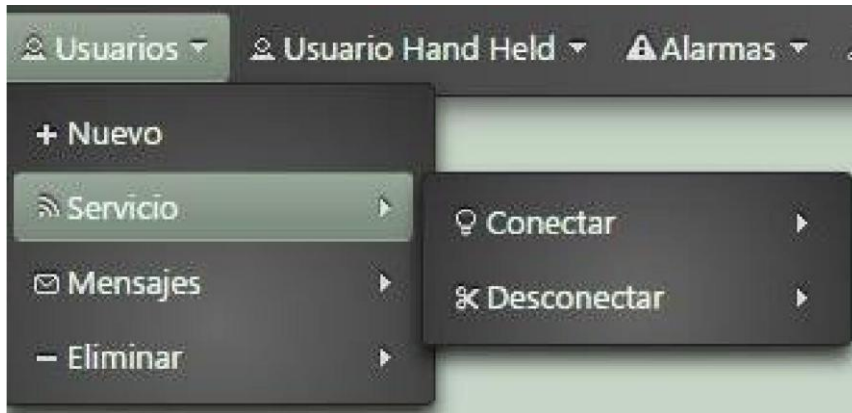 Usuarios
Usuario Hand Held
Alarmas
Nuevo
Servicio
Mensajes
Eliminar
Conectar
Desconectar